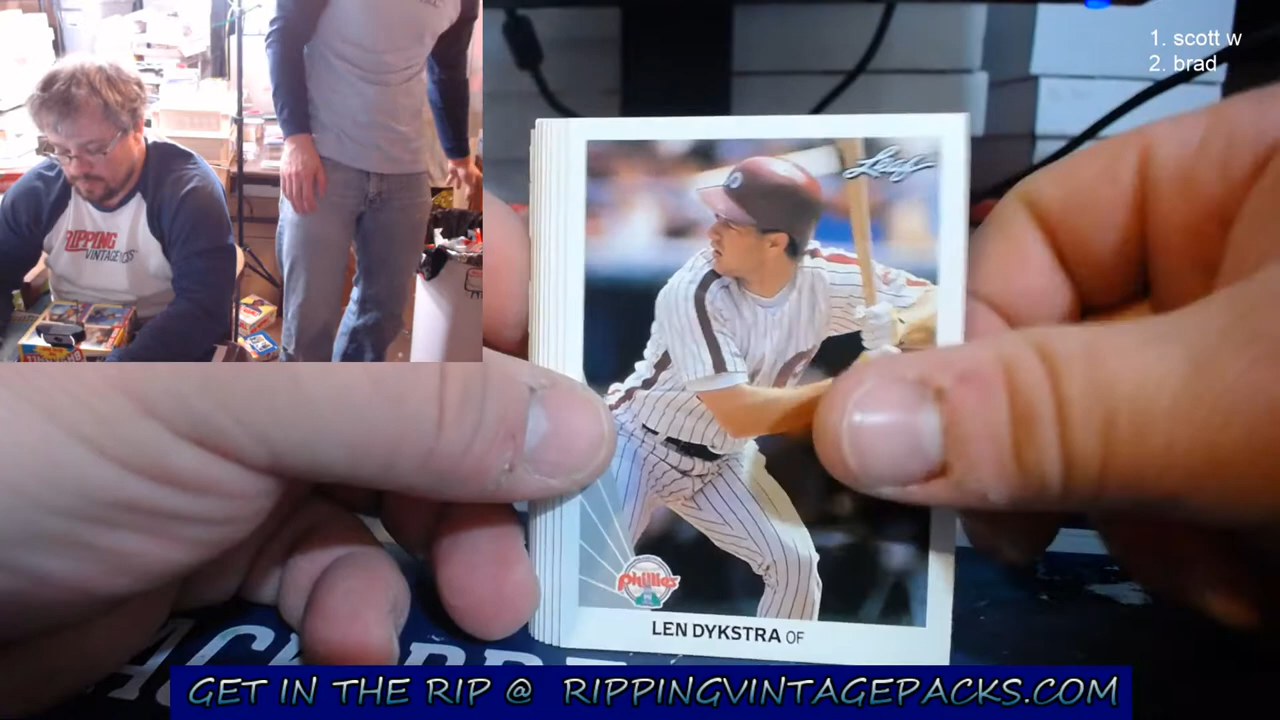 1. scott w
2. brad
Leaf
RIPPING
VINTAGE
Phillies
LEN DYKSTRA OF
GET IN THE RIP @ RIPPINGVINTAGEPACKS.COM